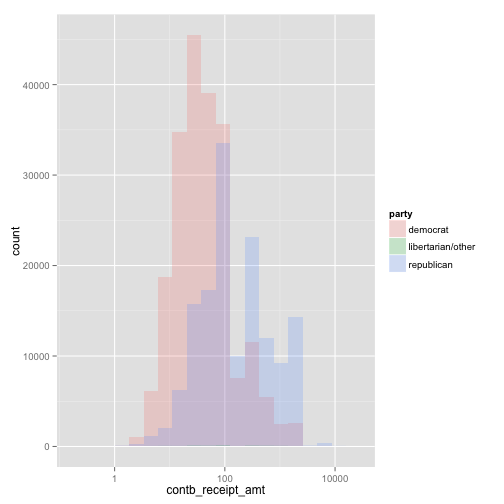 40000
30000
20000
10000
0
count
1
100
10000
contb_receipt_amt
party
democrat
libertarian/other
republican